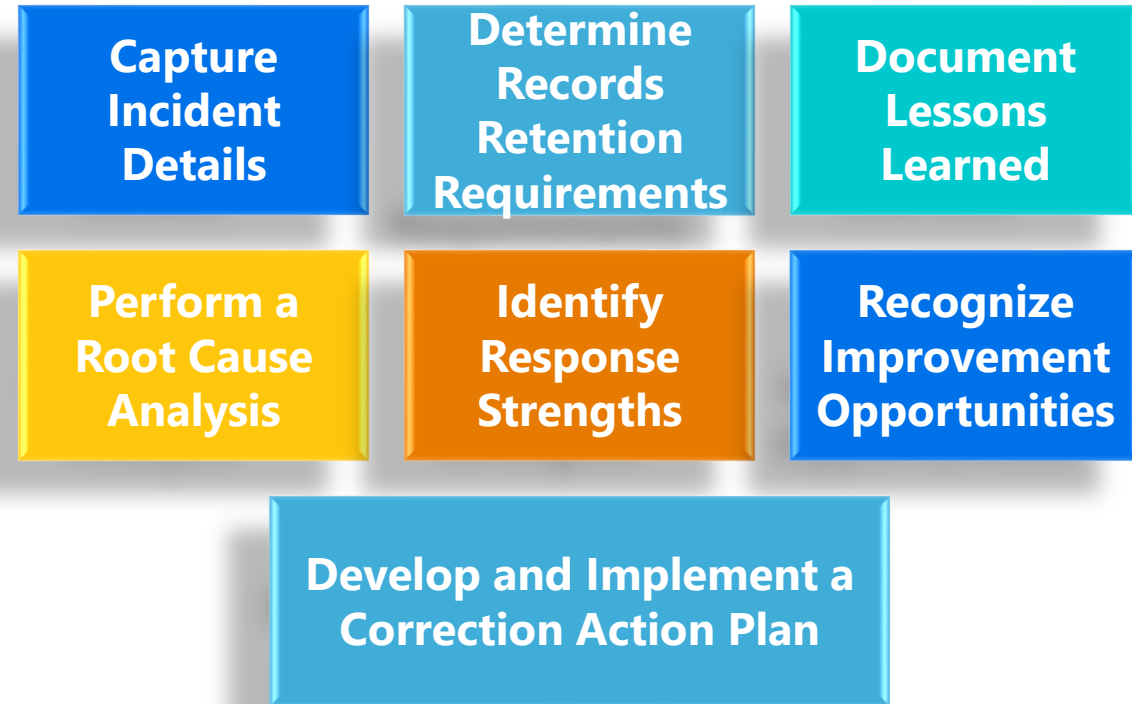 Capture
Incident
Details
Determine
Records
Retention
Requirements
Document
Lessons
Learned
Perform a
Root Cause
Analysis
Identify
Response
Strengths
Recognize
Improvement
Opportunities
Develop and Implement a
Correction Action Plan